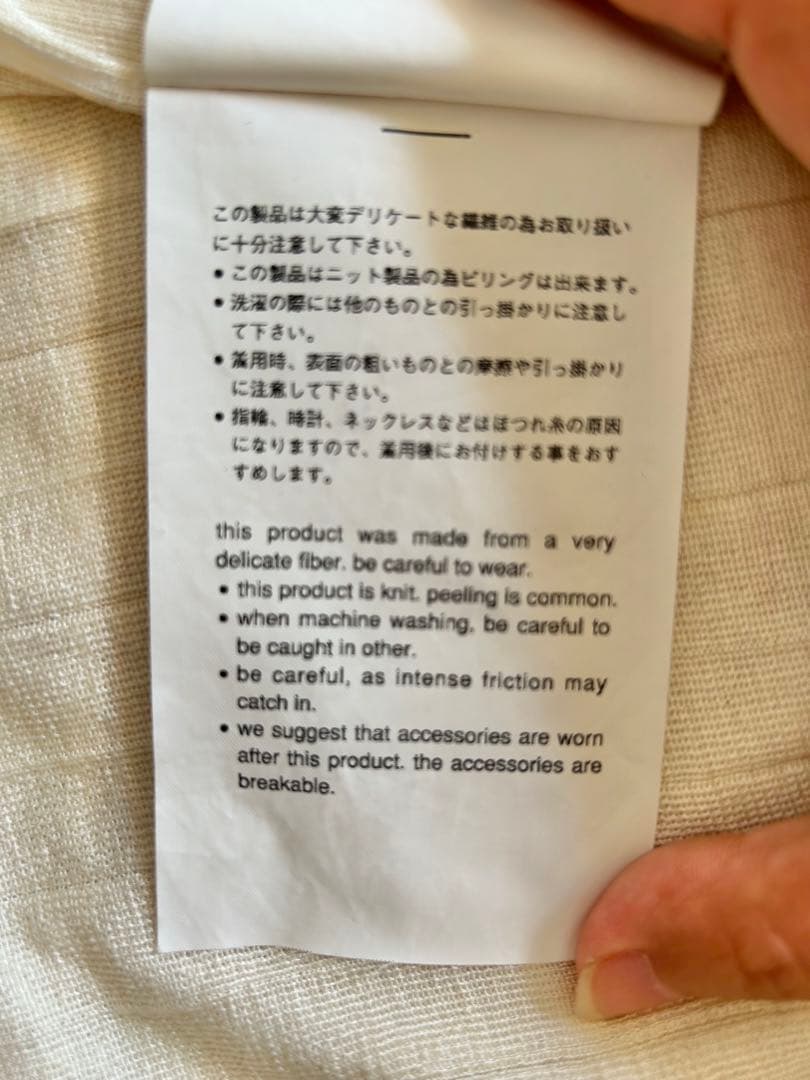 この製品は大変デリケートな繊維の為お取り扱い
に十分注意して下さい。
• この製品はニット製品の為ピリングは出来ます。
• 洗濯の際には他のものとの引っ掛かりに注意し
て下さい。
• 着用時、表面の粗いものとの摩擦や引っ掛かり
に注意して下さい。
• 指輪、時計、ネックレスなどはほつれ糸の原因
になりますので、着用後にお付けする事をおす
すめします。
this product was made from a very
delicate fiber. be careful to wear.
• this product is knit. peeling is common.
• when machine washing, be careful to
be caught in other.
• be careful, as intense friction may
catch in.
• we suggest that accessories are worn
after this product. the accessories are
breakable.